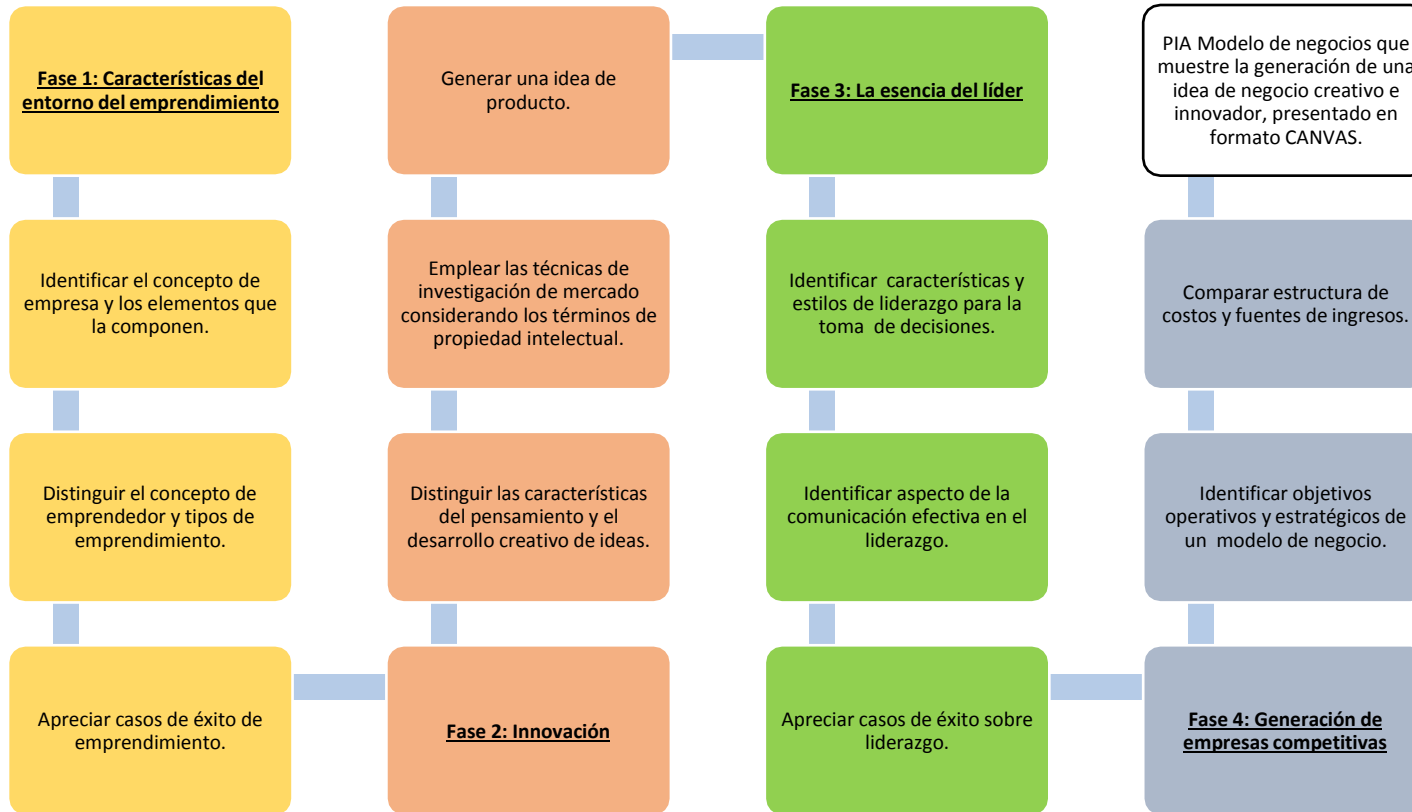 Fase 1: Características del
entorno del emprendimiento
Identificar el concepto de
empresa y los elementos que
la componen.
Distinguir el concepto de
emprendedor y tipos de
emprendimiento.
Apreciar casos de éxito de
emprendimiento.
Fase 2: Innovación
Distinguir las características
del pensamiento y el
desarrollo creativo de ideas.
Emplear las técnicas de
investigación de mercado
considerando los términos de
propiedad intelectual.
Generar una idea de
producto.
Fase 3: La esencia del líder
Identificar características y
estilos de liderazgo para la
toma de decisiones.
Identificar aspecto de la
comunicación efectiva en el
liderazgo.
Apreciar casos de éxito sobre
liderazgo.
Fase 4: Generación de
empresas competitivas
Identificar objetivos
operativos y estratégicos de
un modelo de negocio.
Comparar estructura de
costos y fuentes de ingresos.
PIA Modelo de negocios que
muestre la generación de una
idea de negocio creativo e
innovador, presentado en
formato CANVAS.